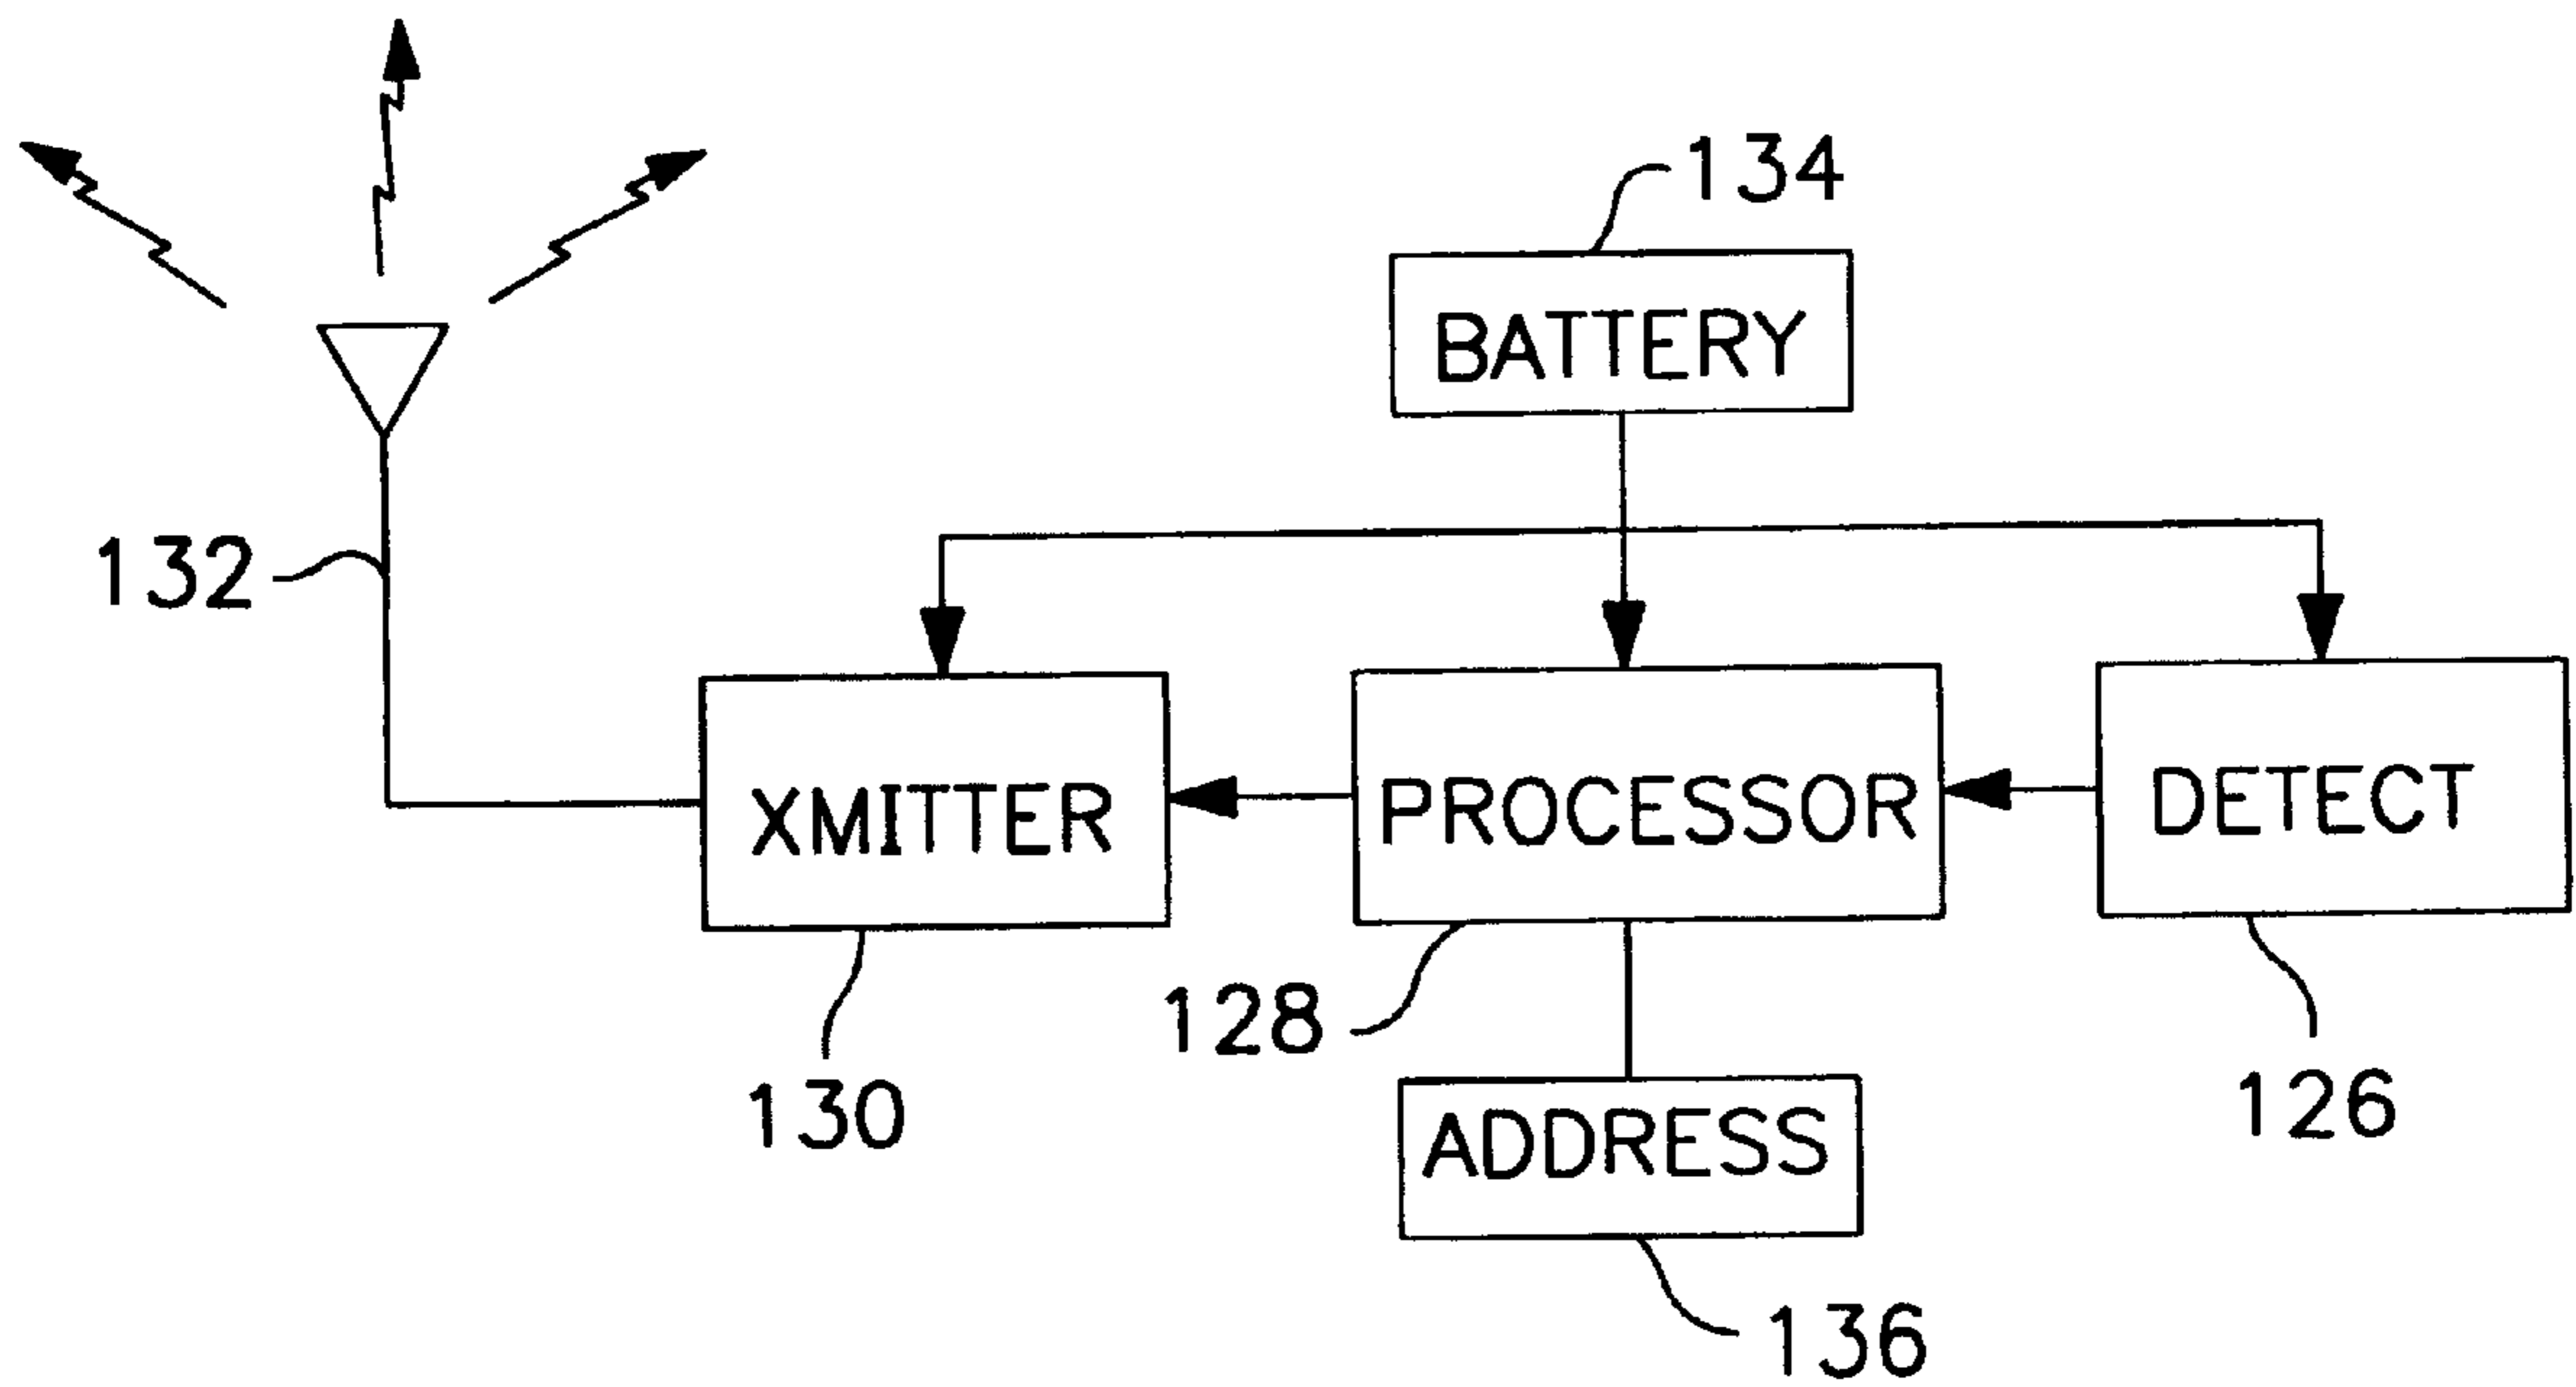 134
BATTERY
132
XMITTER
PROCESSOR
DETECT
128
130
126
ADDRESS
136